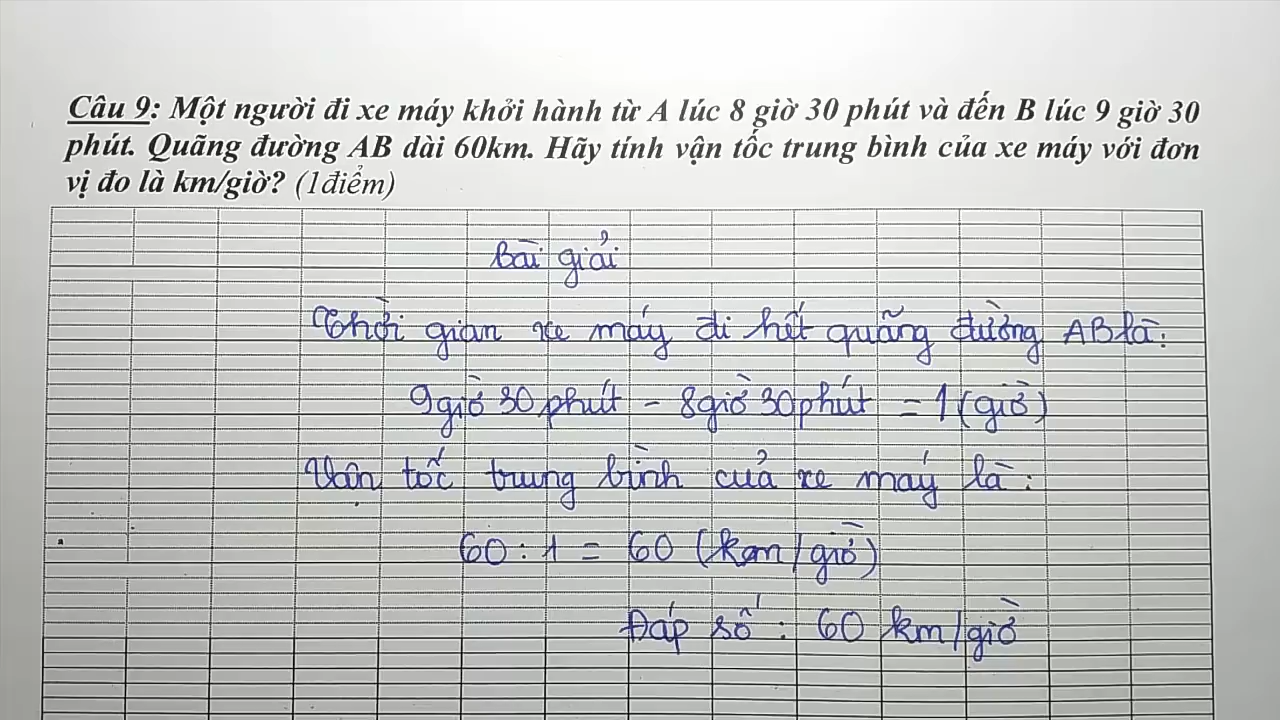 Câu 9: Một người đi xe máy khởi hành từ A lúc 8 giờ 30 phút và đến B lúc 9 giờ 30
phút. Quãng đường AB dài 60km. Hãy tính vận tốc trung bình của xe máy với đơn
vị đo là km/giờ? (1điểm)
Bài giải
Thời gian xe máy đi hết quãng đường AB là:
9giờ 30 phút - 8giờ 30phút = 1 (giờ)
Vận tốc trung bình của xe máy là :
60 : 1 = 60 (km/giờ)
Đáp số : 60 km/giờ